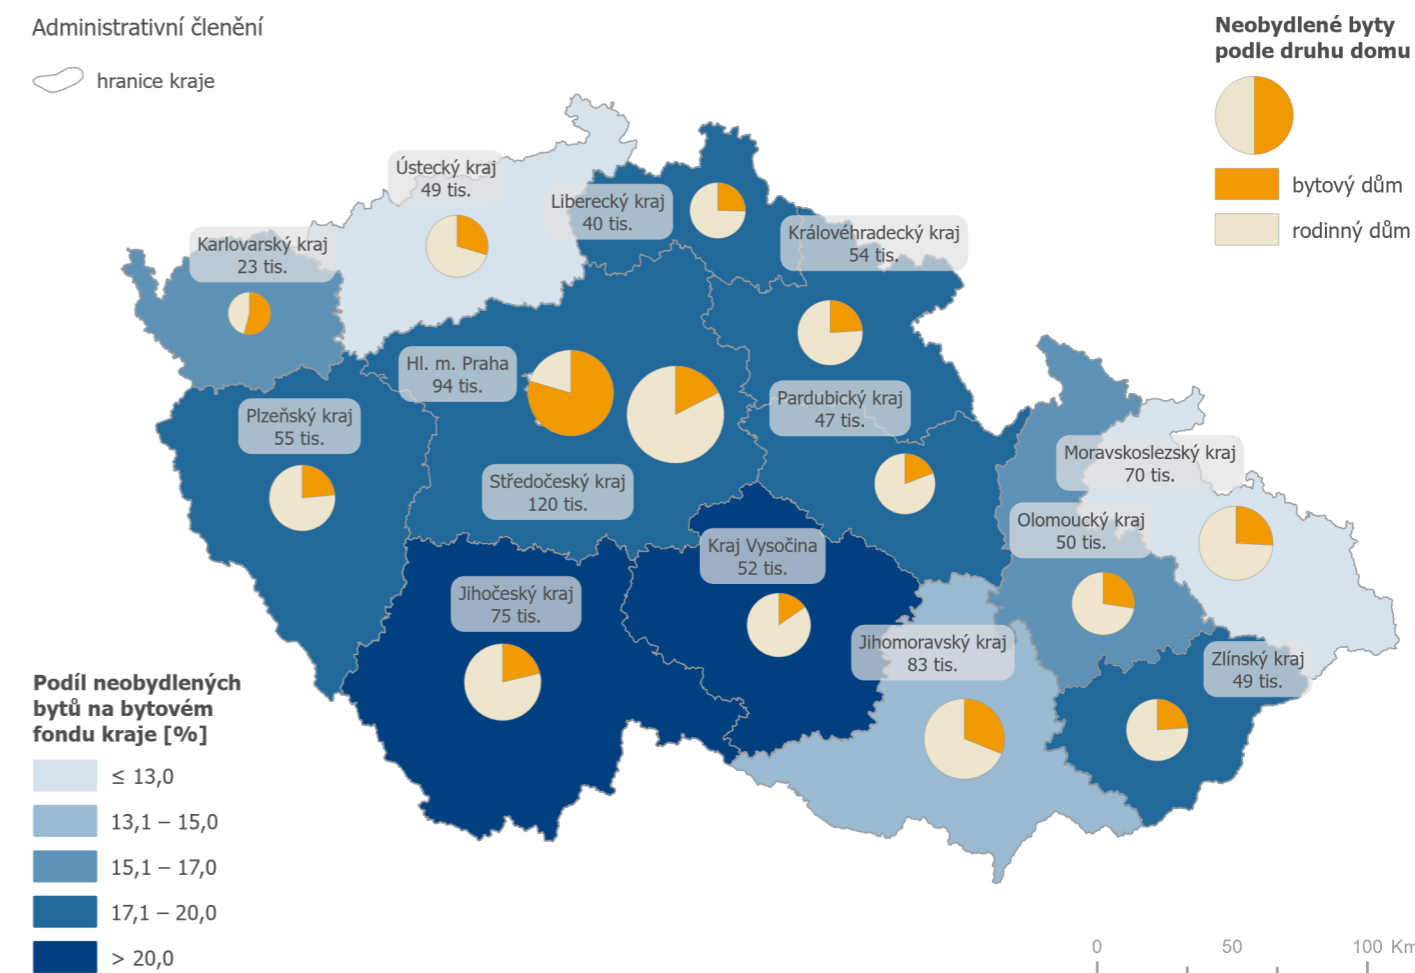 Administrativní členění
hranice kraje
Neobydlené byty
podle druhu domu
bytový dům
rodinný dům
Ústecký kraj
49 tis.
Liberecký kraj
40 tis.
Karlovarský kraj
23 tis.
Královéhradecký kraj
54 tis.
Hl. m. Praha
94 tis.
Plzeňský kraj
55 tis.
Pardubický kraj
47 tis.
Středočeský kraj
120 tis.
Moravskoslezský kraj
70 tis.
Olomoucký kraj
50 tis.
Kraj Vysočina
52 tis.
Jihočeský kraj
75 tis.
Jihomoravský kraj
83 tis.
Zlínský kraj
49 tis.
Podíl neobydlených
bytů na bytovém
fondu kraje [%]
≤ 13,0
13,1 – 15,0
15,1 – 17,0
17,1 – 20,0
> 20,0
0 50 100 Km